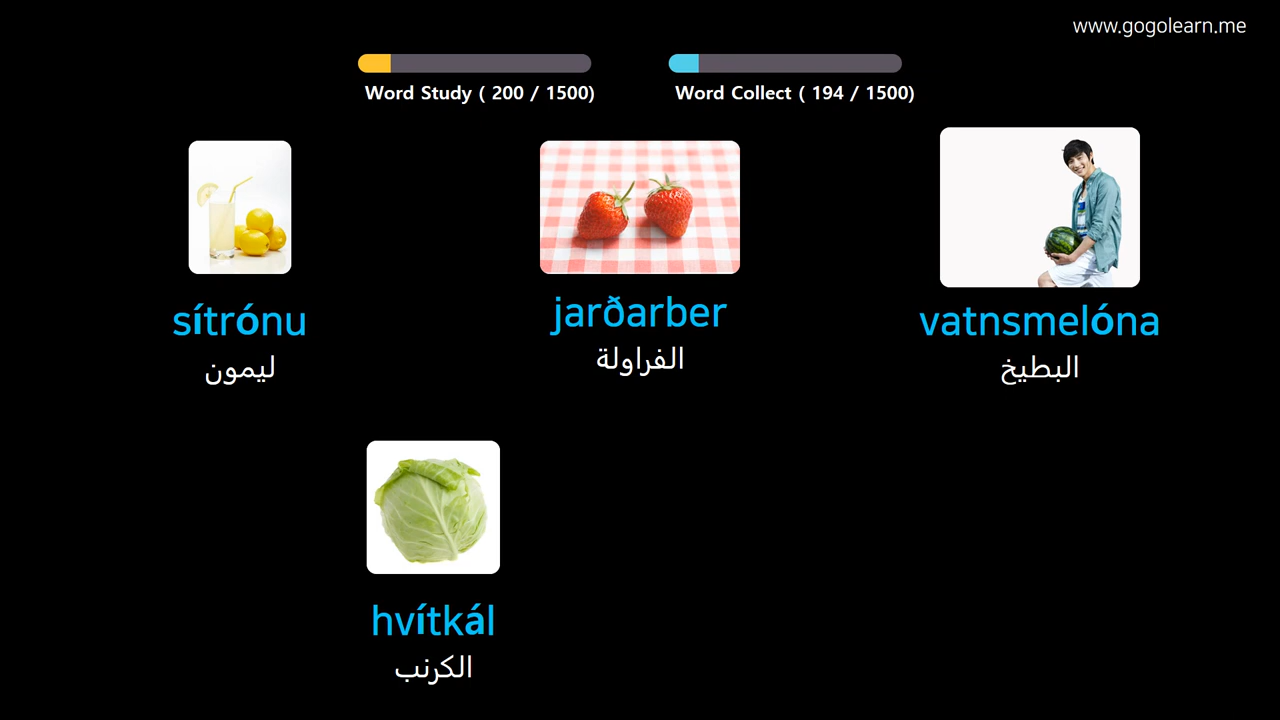 www.gogolearn.me
Word Study ( 200 / 1500)
Word Collect ( 194 / 1500)
sítrónu
ليمون
jarðarber
الفراولة
vatnsmelóna
البطيخ
hvítkál
الكرنب